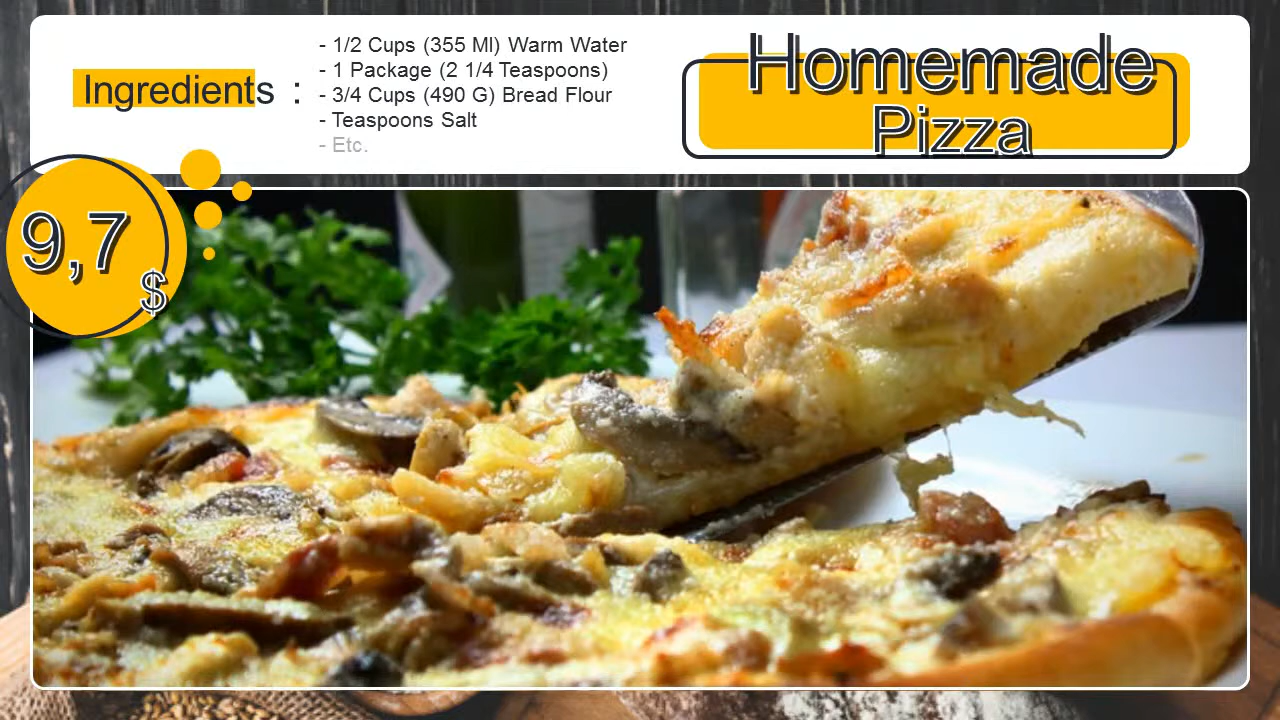 Ingredients :
- 1/2 Cups (355 Ml) Warm Water
- 1 Package (2 1/4 Teaspoons)
- 3/4 Cups (490 G) Bread Flour
- Teaspoons Salt
- Etc.
Homemade
Pizza
9,7
$